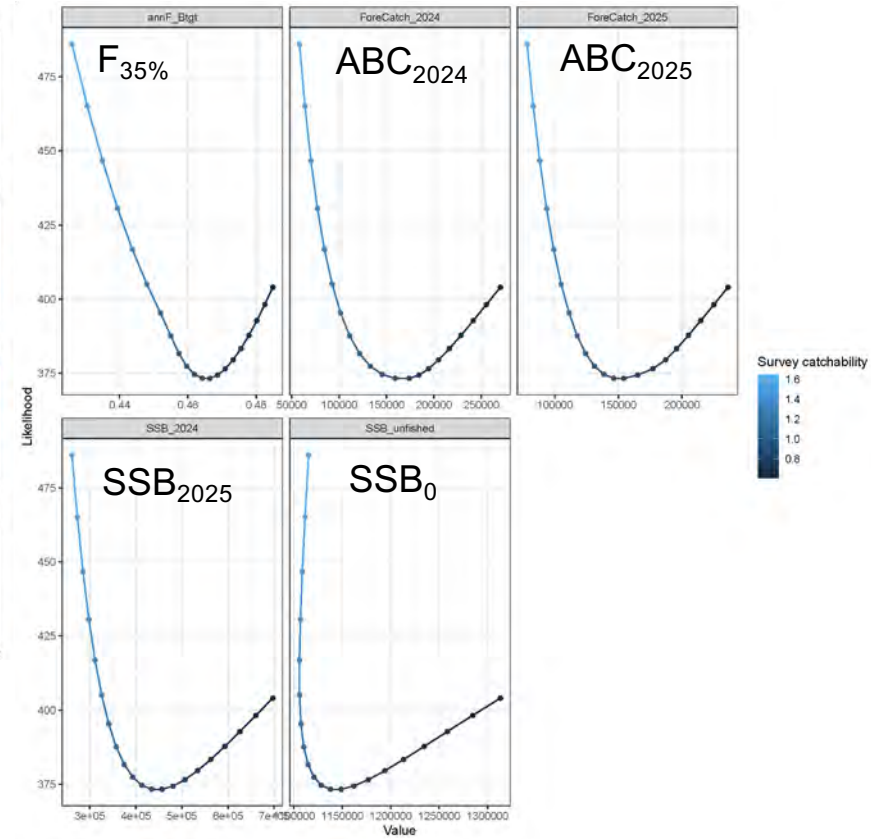 annF_Btgt
ForeCatch_2024
ForeCatch_2025
F35%
ABC2024
ABC2025
475
450
425
400
375
0.44 0.46 0.48
50000 100000 150000 200000 250000
100000 150000 200000
Likelihood
Survey catchability
1.6
1.4
1.2
1.0
0.8
SSB_2024
SSB_unfished
SSB2025
SSB0
475
450
425
400
375
3e+05 4e+05 5e+05 6e+05
1150000 1200000 1250000 1300000
Value